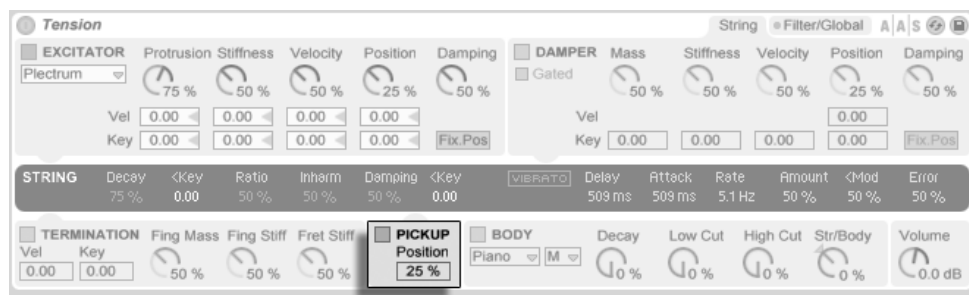 Tension String Filter/Global A A S
EXCITATOR Protrusion Stiffness Velocity Position Damping
Plectrum 75 % 50 % 50 % 25 % 50 %
Vel 0.00 0.00 0.00 0.00
Key 0.00 0.00 0.00 0.00 Fix.Pos
DAMPER Mass Stiffness Velocity Position Damping
Gated 50 % 50 % 50 % 25 % 50 %
Vel 0.00
Key 0.00 0.00 0.00 0.00 Fix.Pos
STRING Decay <Key Ratio Inharm Damping <Key VIBRATO Delay Attack Rate Amount <Mod Error
75 % 0.00 50 % 50 % 50 % 0.00 509 ms 509 ms 5.1 Hz 50 % 50 % 50 %
TERMINATION Fing Mass Fing Stiff Fret Stiff
Vel Key
0.00 0.00 50 % 50 % 50 %
PICKUP
Position
25 %
BODY Decay Low Cut High Cut Str/Body Volume
Piano M 0 % 0 % 0 % 0 % 0.0 dB